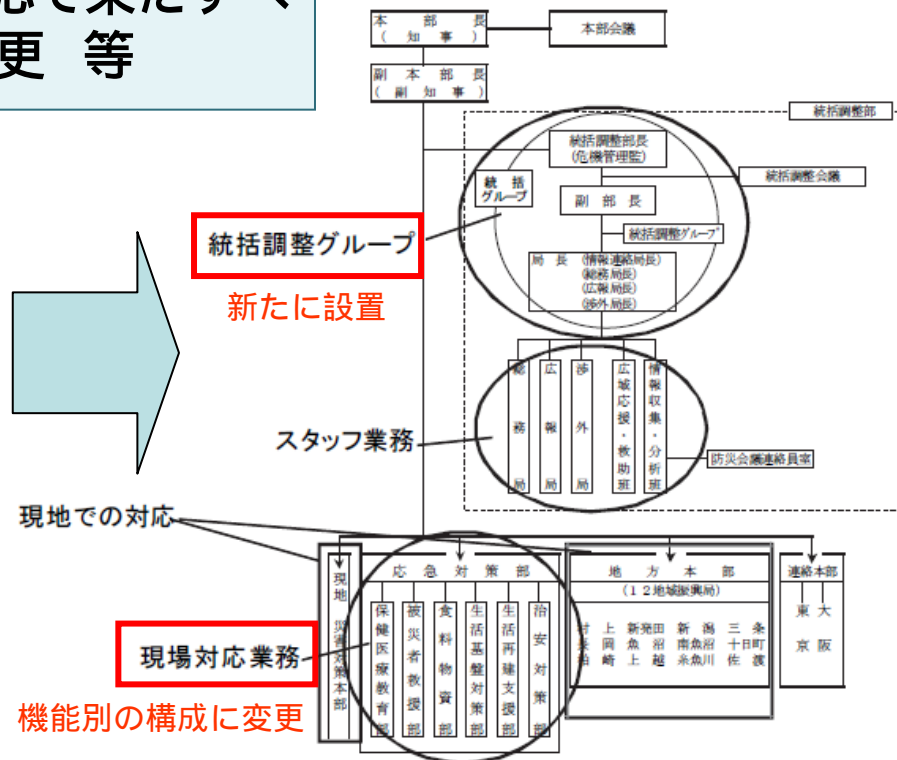 更 等
本部長
（知事）
本部会議
副本部長
（副知事）
統括調整部
統括調整部長
(危機管理監)
統括調整会議
統括
グループ
副部長
統括調整グループ
統括調整グループ
新たに設置
局長 (情報連絡局長)
(総務局長)
(広報局長)
(渉外局長)
総務局
広報局
渉外局
広域応援・救助班
情報収集・分析班
スタッフ業務
防災会議連絡員室
現地での対応
現地災害対策本部
応急対策部
保健医療教育部
被災者救援部
食料物資部
生活基盤対策部
生活再建支援部
治安対策部
現場対応業務
機能別の構成に変更
地方本部
(12地域振興局)
村上 新発田 新潟 三条
長岡 魚沼 南魚沼 十日町
柏崎 上越 糸魚川 佐渡
連絡本部
東京
大阪